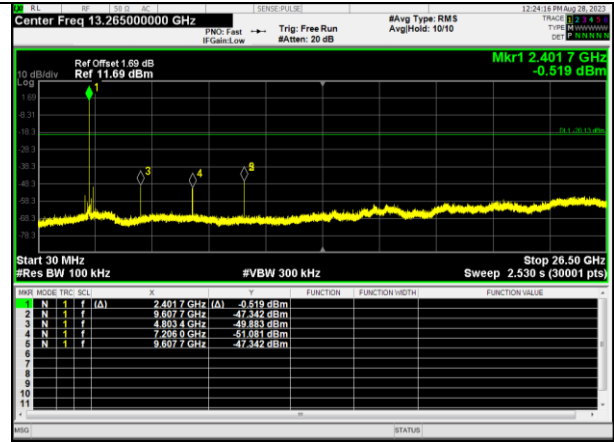 RL RF 50 Ω AC SENSE:PULSE 12:24:16 PM Aug 28, 2023
Center Freq 13.265000000 GHz #Avg Type: RMS TRACE 1 2 3 4 5 6
PNO: Fast Trig: Free Run Avg|Hold: 10/10 TYPE M WWWWW
IFGain:Low #Atten: 20 dB DET P N N N N N
Ref Offset 1.69 dB Mkr1 2.401 7 GHz
10 dB/div Ref 11.69 dBm -0.519 dBm
Log
1
1.69
-8.31
-18.3
DL1 -20.13 dBm
-28.3
-38.3
3 4
-48.3
-58.3
-68.3
-78.3
Start 30 MHz Stop 26.50 GHz
#Res BW 100 kHz #VBW 300 kHz Sweep 2.530 s (30001 pts)
MKR MODE TRC SCL X Y FUNCTION FUNCTION WIDTH FUNCTION VALUE
1 N 1 f (Δ) 2.401 7 GHz (Δ) -0.519 dBm
2 N 1 f 9.607 7 GHz -47.342 dBm
3 N 1 f 4.803 4 GHz -49.883 dBm
4 N 1 f 7.206 0 GHz -51.081 dBm
5 N 1 f 9.607 7 GHz -47.342 dBm
6
7
8
9
10
11
MSG STATUS